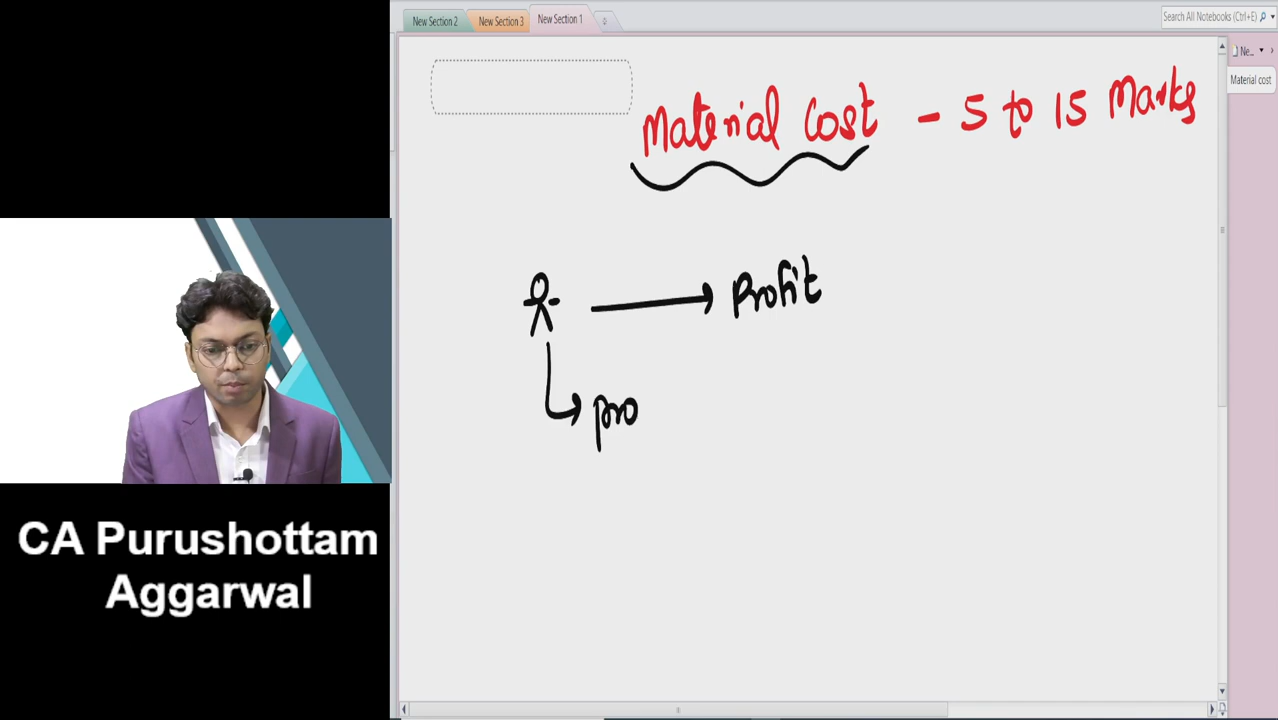 New Section 2
New Section 3
New Section 1
Search All Notebooks (Ctrl+E)
Ne...
Material cost
Material Cost - 5 to 15 Marks
Profit
pro
CA Purushottam
Aggarwal